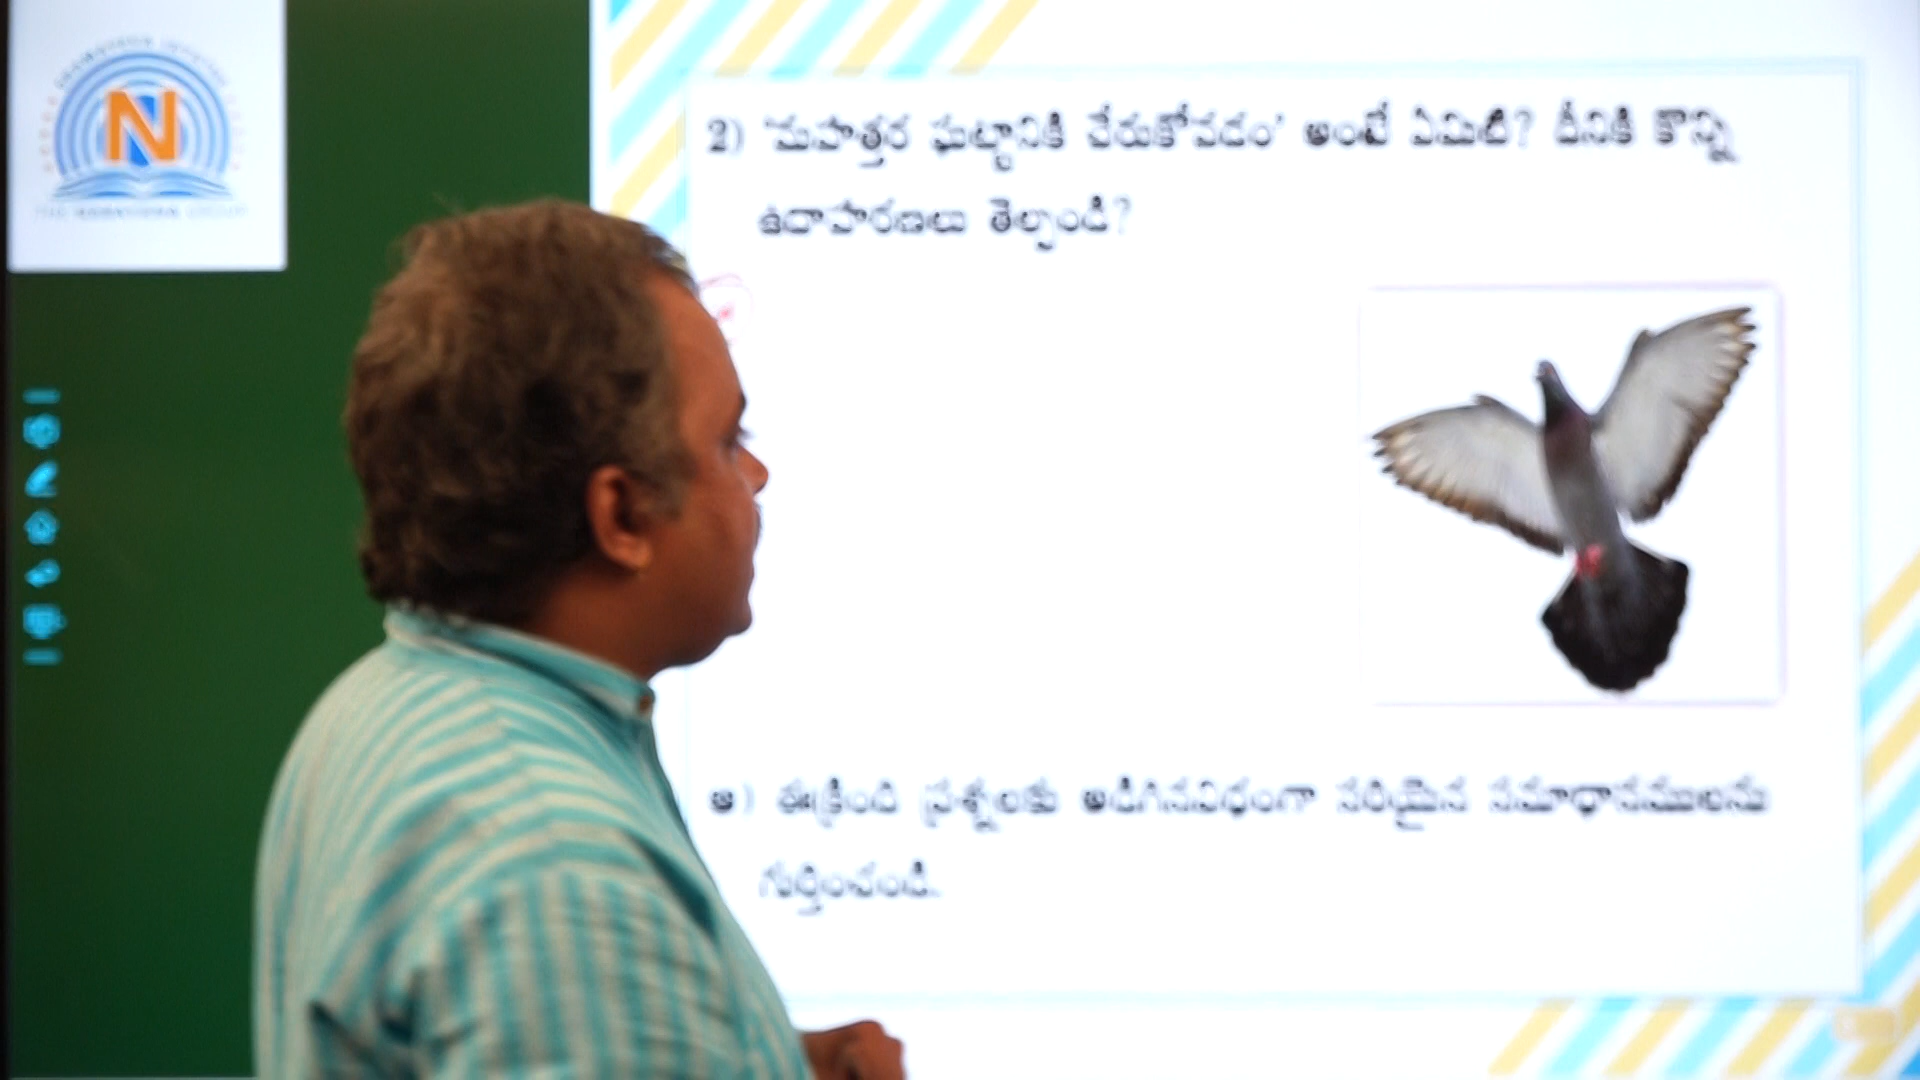 N
2) 'మహత్తర ఘట్టానికి చేరుకోవడం' అంటే ఏమిటి? దీనికి కొన్ని
ఉదాహరణలు తెల్పండి?
అ) ఈక్రింది ప్రశ్నలకు అడిగినవిధంగా సరియైన సమాధానములను
గుర్తించండి.